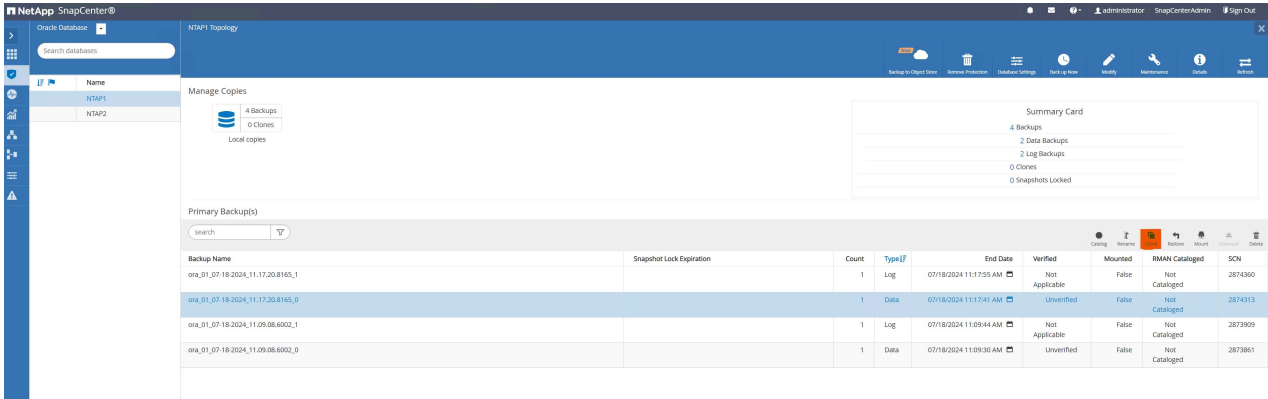 NetApp SnapCenter®
administrator SnapCenterAdmin Sign Out
Oracle Database
NTAP1 Topology
Search databases
Backup to Object Store Remove Protection Database Settings Back up Now Modify Maintenance Details Refresh
Name
NTAP1
NTAP2
Manage Copies
4 Backups
0 Clones
Local copies
Summary Card
4 Backups
2 Data Backups
2 Log Backups
0 Clones
0 Snapshots Locked
Primary Backup(s)
search
Catalog Rename Clone Restore Mount Unmount Delete
Backup Name Snapshot Lock Expiration Count Type End Date Verified Mounted RMAN Cataloged SCN
ora_01_07-18-2024_11.17.20.8165_1 1 Log 07/18/2024 11:17:55 AM Not Applicable False Not Cataloged 2874360
ora_01_07-18-2024_11.17.20.8165_0 1 Data 07/18/2024 11:17:41 AM Unverified False Not Cataloged 2874313
ora_01_07-18-2024_11.09.08.6002_1 1 Log 07/18/2024 11:09:44 AM Not Applicable False Not Cataloged 2873909
ora_01_07-18-2024_11.09.08.6002_0 1 Data 07/18/2024 11:09:30 AM Unverified False Not Cataloged 2873861